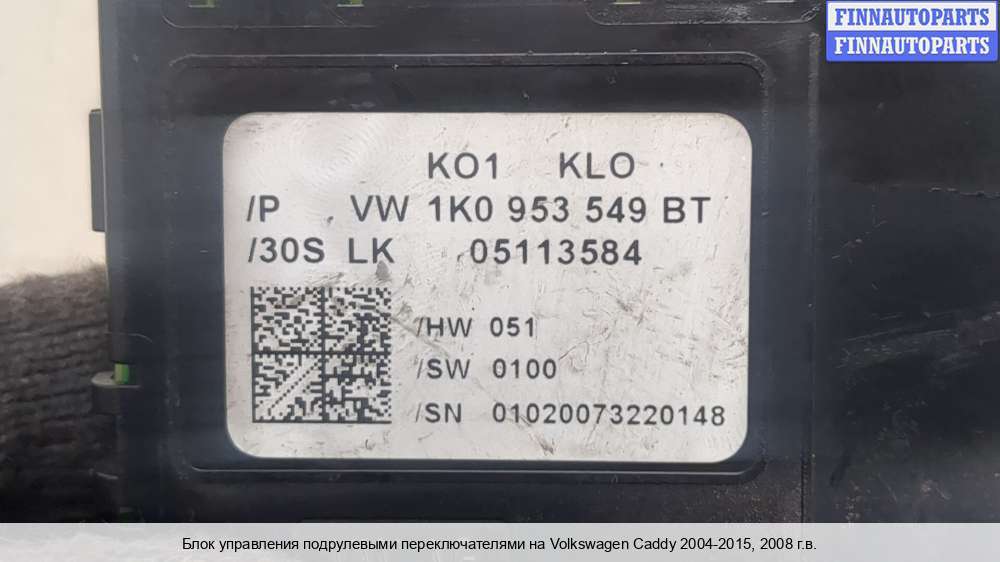 FINNAUTOPARTS
FINNAUTOPARTS
KO1 KLO
/P VW 1K0 953 549 BT
/30S LK 05113584
/HW 051
/SW 0100
/SN 01020073220148
Блок управления подрулевыми переключателями на Volkswagen Caddy 2004-2015, 2008 г.в.